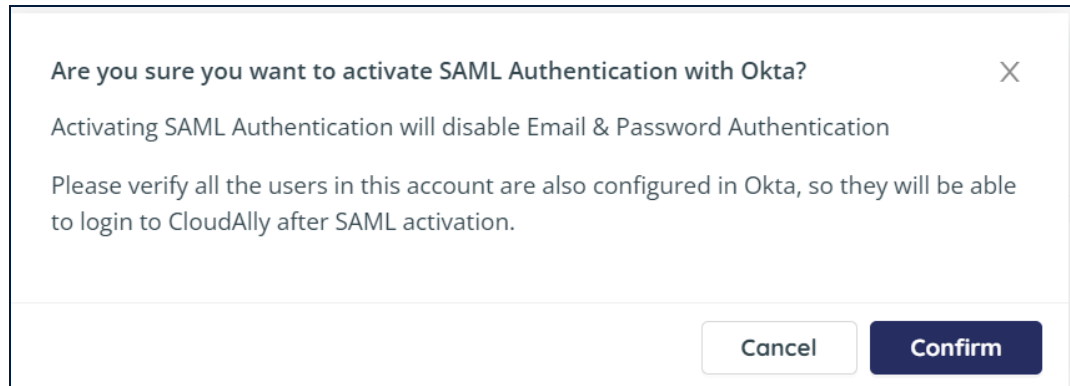 Are you sure you want to activate SAML Authentication with Okta?
X
Activating SAML Authentication will disable Email & Password Authentication
Please verify all the users in this account are also configured in Okta, so they will be able
to login to CloudAlly after SAML activation.
Cancel
Confirm